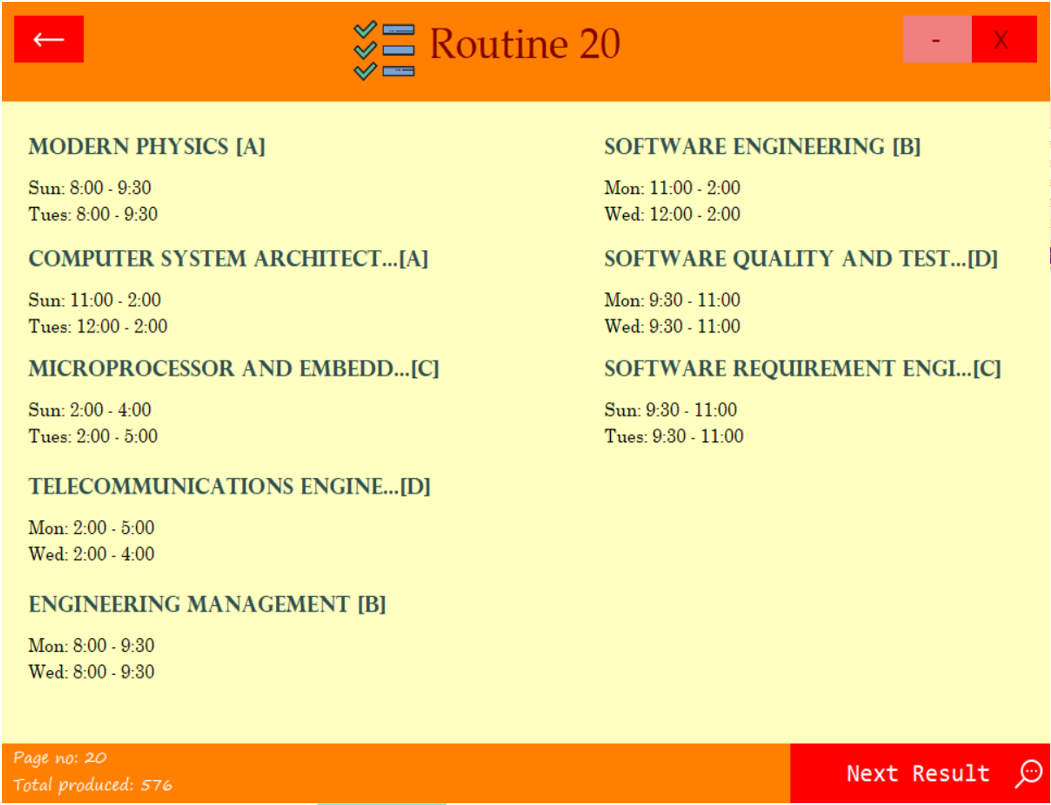 ←
Routine 20
-
X
MODERN PHYSICS [A]
Sun: 8:00 - 9:30
Tues: 8:00 - 9:30
COMPUTER SYSTEM ARCHITECT...[A]
Sun: 11:00 - 2:00
Tues: 12:00 - 2:00
MICROPROCESSOR AND EMBEDD...[C]
Sun: 2:00 - 4:00
Tues: 2:00 - 5:00
TELECOMMUNICATIONS ENGINE...[D]
Mon: 2:00 - 5:00
Wed: 2:00 - 4:00
ENGINEERING MANAGEMENT [B]
Mon: 8:00 - 9:30
Wed: 8:00 - 9:30
SOFTWARE ENGINEERING [B]
Mon: 11:00 - 2:00
Wed: 12:00 - 2:00
SOFTWARE QUALITY AND TEST...[D]
Mon: 9:30 - 11:00
Wed: 9:30 - 11:00
SOFTWARE REQUIREMENT ENGI...[C]
Sun: 9:30 - 11:00
Tues: 9:30 - 11:00
Page no: 20
Total produced: 576
Next Result